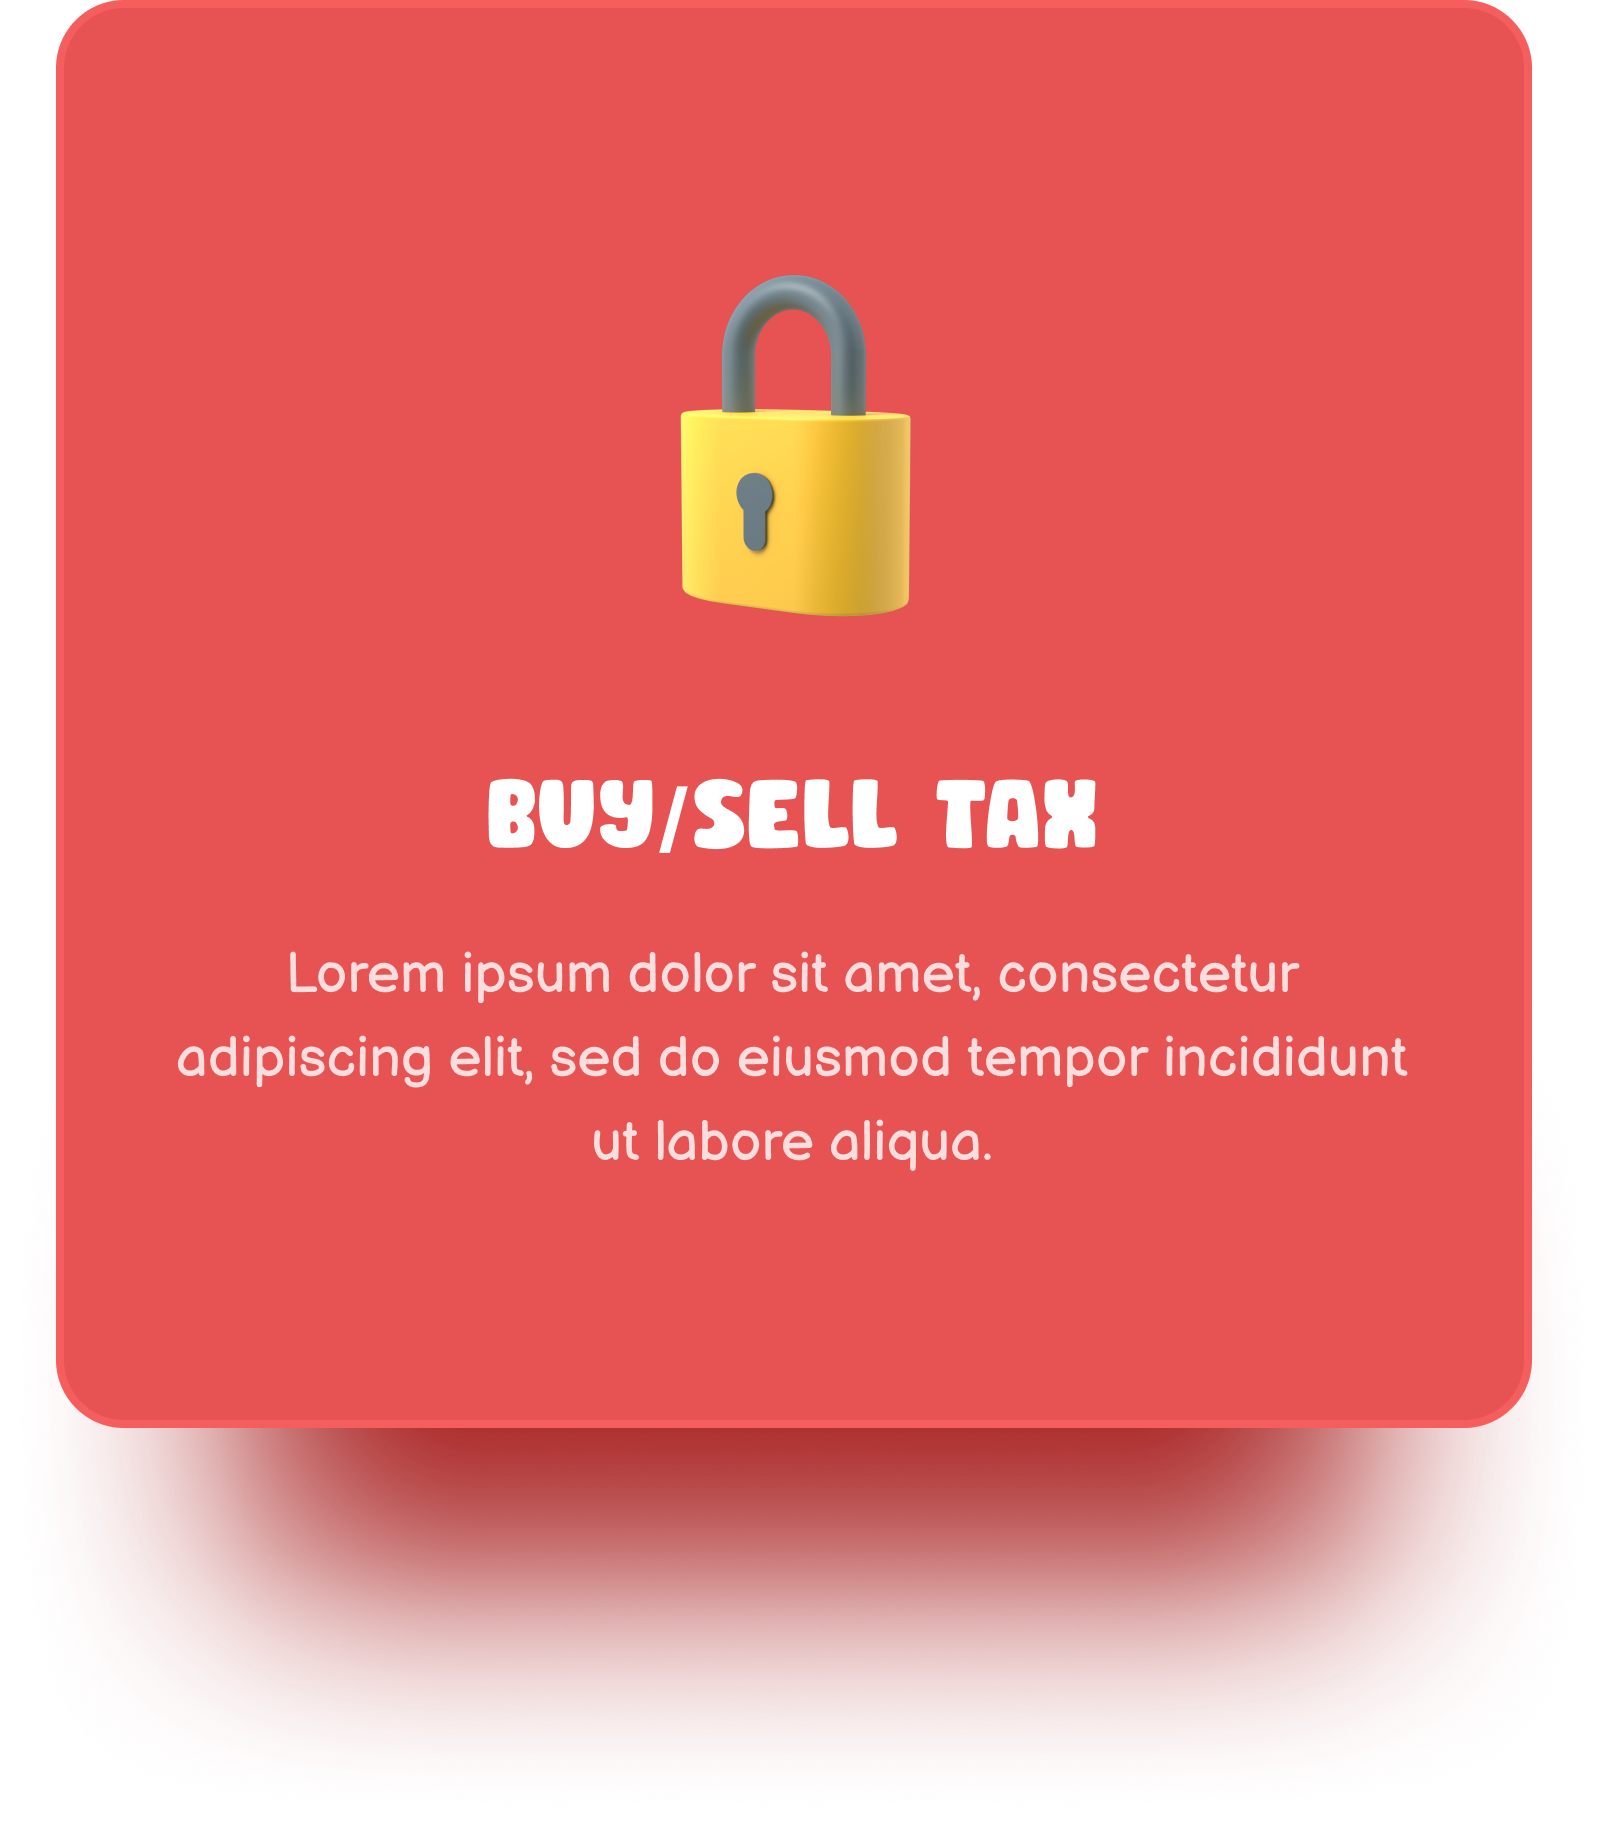 BUY/SELL TAX
Lorem ipsum dolor sit amet, consectetur
adipiscing elit, sed do eiusmod tempor incididunt
ut labore aliqua.